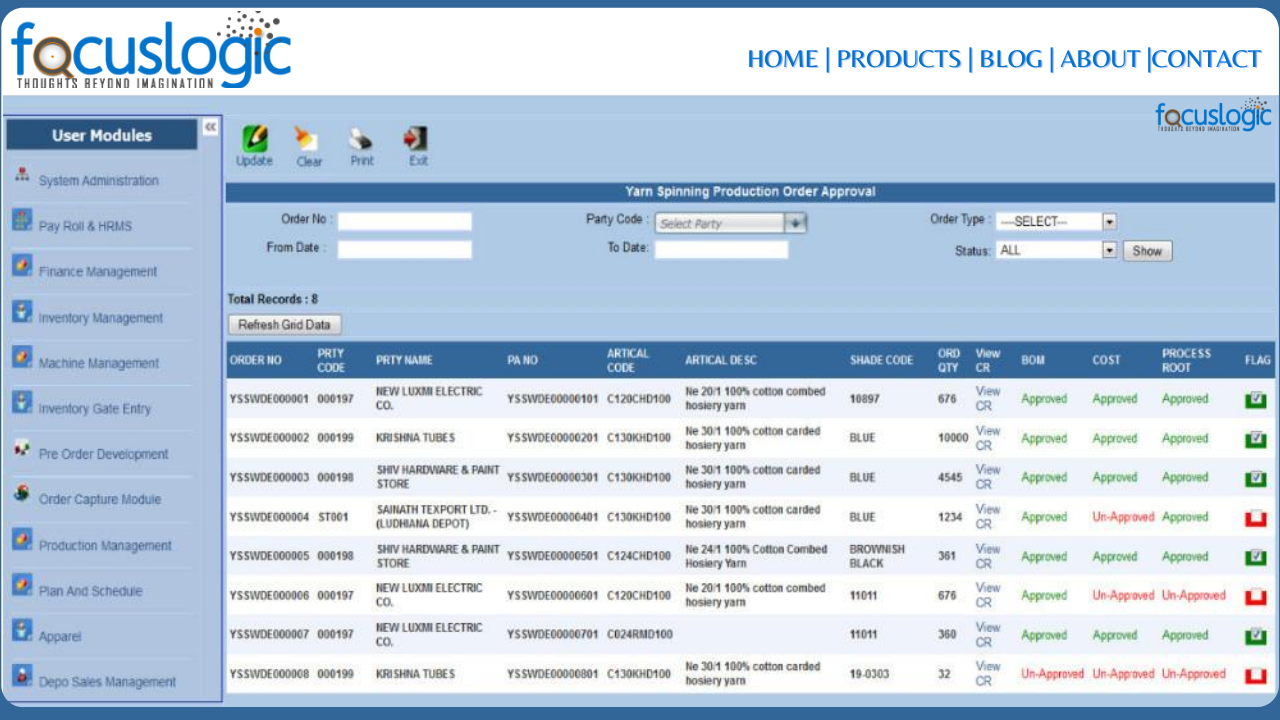 focuslogic
THOUGHTS BEYOND IMAGINATION
HOME | PRODUCTS | BLOG | ABOUT |CONTACT
focuslogic
THOUGHTS BEYOND IMAGINATION
User Modules
«
System Administration
Pay Roll & HRMS
Finance Management
Inventory Management
Machine Management
Inventory Gate Entry
Pre Order Development
Order Capture Module
Production Management
Plan And Schedule
Apparel
Depo Sales Management
Update Clear Print Exit
Yarn Spinning Production Order Approval
Order No : Party Code : Select Party Order Type : ---SELECT---
From Date : To Date: Status: ALL Show
Total Records : 8
Refresh Grid Data
ORDER NO PRTY CODE PRTY NAME PA NO ARTICAL CODE ARTICAL DESC SHADE CODE ORD QTY View CR BOM COST PROCESS ROOT FLAG
YSSWDE000001 000197 NEW LUXMI ELECTRIC CO. YSSWDE00000101 C120CHD100 Ne 20/1 100% cotton combed hosiery yarn 10897 676 View CR Approved Approved Approved
YSSWDE000002 000199 KRISHNA TUBES YSSWDE00000201 C130KHD100 Ne 30/1 100% cotton carded hosiery yarn BLUE 10000 View CR Approved Approved Approved
YSSWDE000003 000198 SHIV HARDWARE & PAINT STORE YSSWDE00000301 C130KHD100 Ne 30/1 100% cotton carded hosiery yarn BLUE 4545 View CR Approved Approved Approved
YSSWDE000004 ST001 SAINATH TEXPORT LTD. - (LUDHIANA DEPOT) YSSWDE00000401 C130KHD100 Ne 30/1 100% cotton carded hosiery yarn BLUE 1234 View CR Approved Un-Approved Approved
YSSWDE000005 000198 SHIV HARDWARE & PAINT STORE YSSWDE00000501 C124CHD100 Ne 24/1 100% Cotton Combed Hosiery Yarn BROWNISH BLACK 361 View CR Approved Approved Approved
YSSWDE000006 000197 NEW LUXMI ELECTRIC CO. YSSWDE00000601 C120CHD100 Ne 20/1 100% cotton combed hosiery yarn 11011 676 View CR Approved Un-Approved Un-Approved
YSSWDE000007 000197 NEW LUXMI ELECTRIC CO. YSSWDE00000701 C024RMD100 11011 360 View CR Approved Approved Approved
YSSWDE000008 000199 KRISHNA TUBES YSSWDE00000801 C130KHD100 Ne 30/1 100% cotton carded hosiery yarn 19-0303 32 View CR Un-Approved Un-Approved Un-Approved